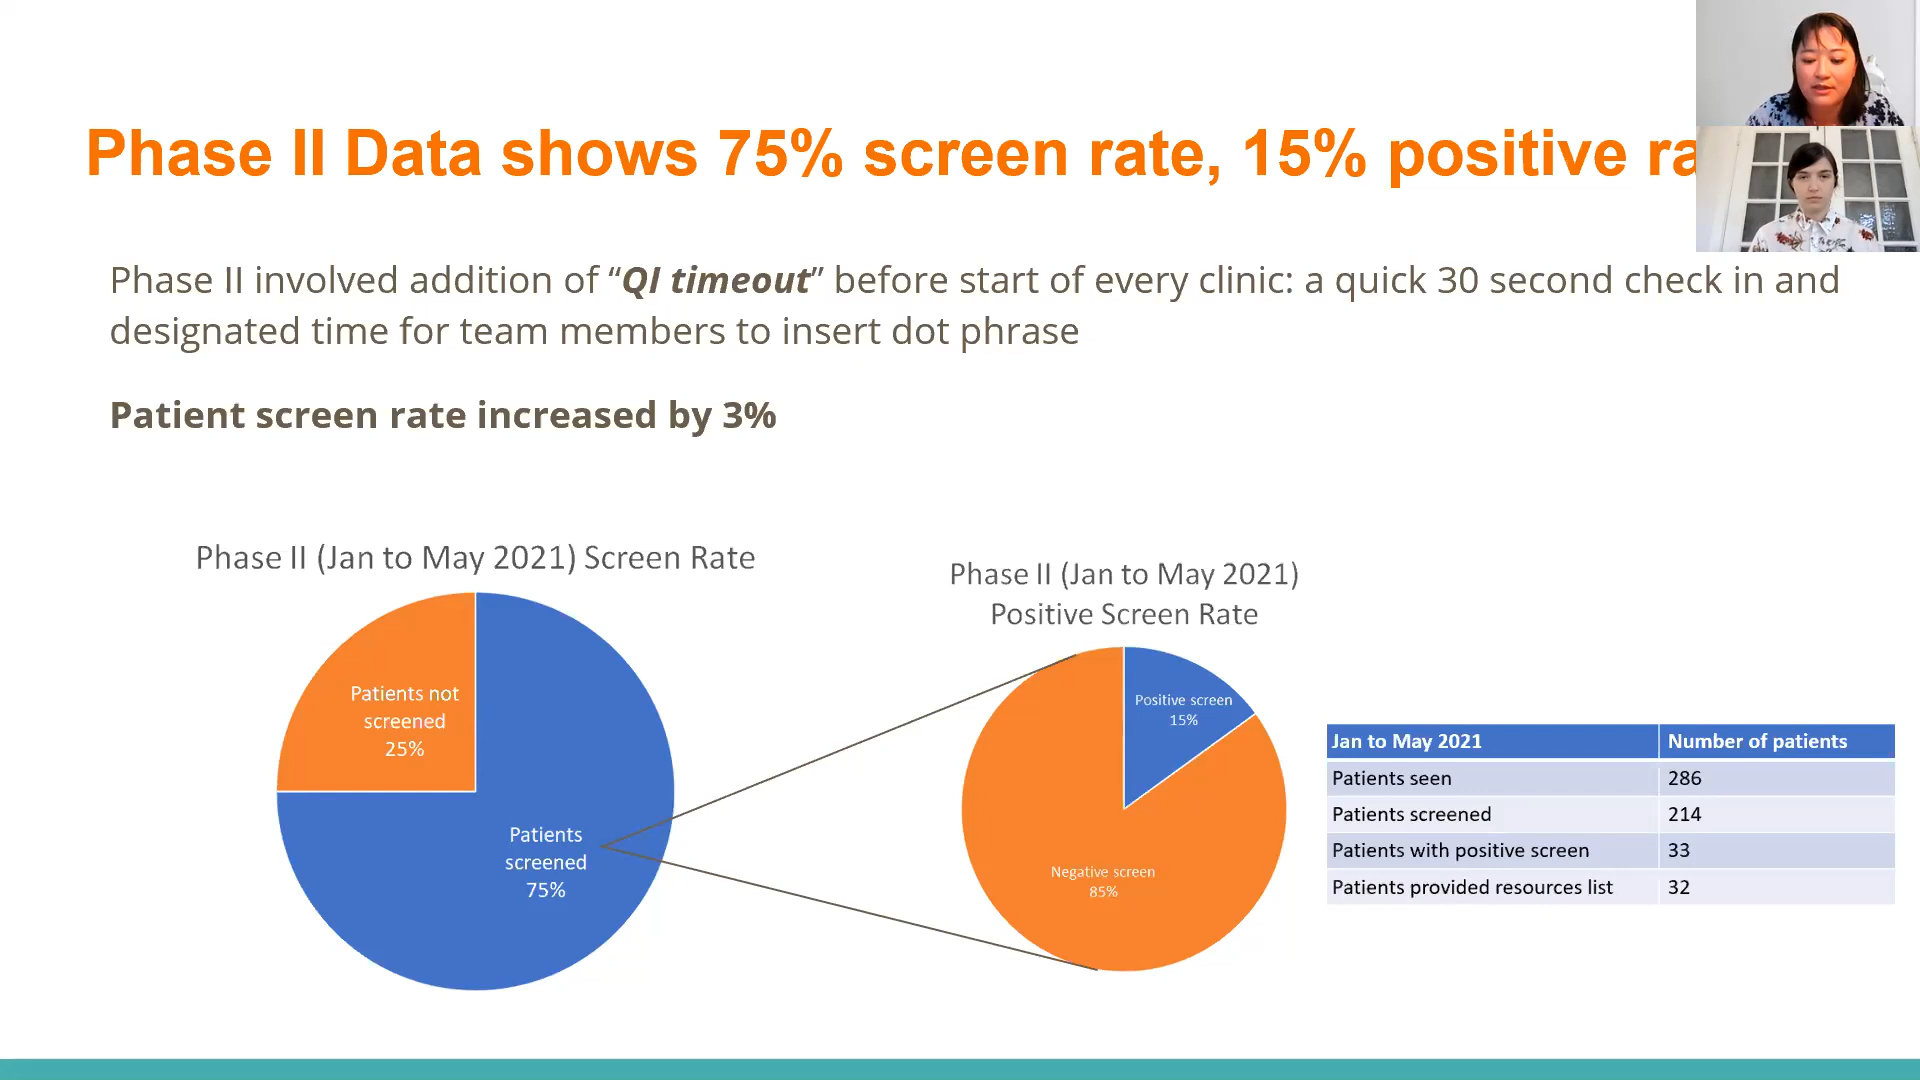 Phase II Data shows 75% screen rate, 15% positive
Phase II involved addition of “QI timeout” before start of every clinic: a quick 30 second check in and
designated time for team members to insert dot phrase
Patient screen rate increased by 3%
Phase II (Jan to May 2021) Screen Rate
Patients not
screened
25%
Patients
screened
75%
Phase II (Jan to May 2021)
Positive Screen Rate
Positive screen
15%
Negative screen
85%
Jan to May 2021 Number of patients
Patients seen 286
Patients screened 214
Patients with positive screen 33
Patients provided resources list 32